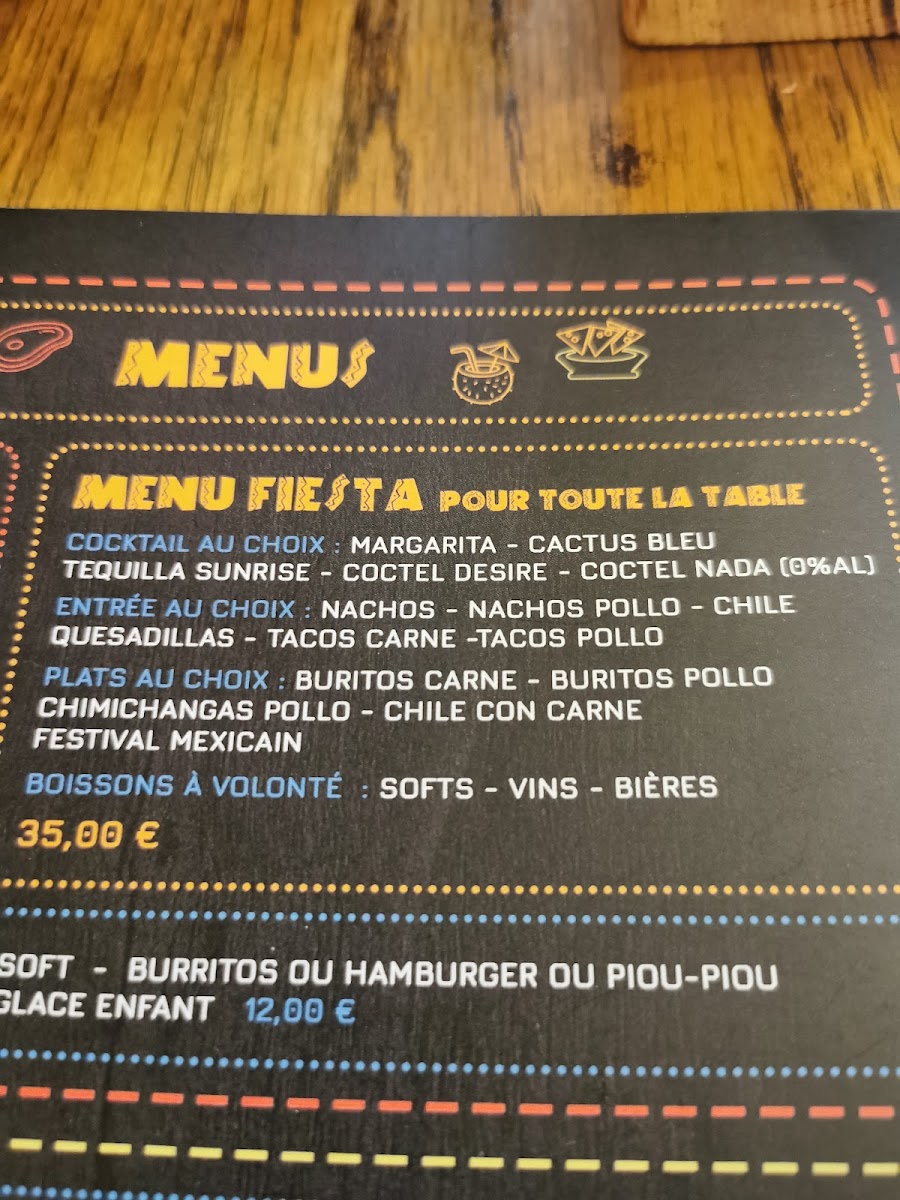 MENUS
MENU FIESTA POUR TOUTE LA TABLE
COCKTAIL AU CHOIX : MARGARITA - CACTUS BLEU
TEQUILLA SUNRISE - COCTEL DESIRE - COCTEL NADA (0%AL)
ENTRÉE AU CHOIX : NACHOS - NACHOS POLLO - CHILE
QUESADILLAS - TACOS CARNE -TACOS POLLO
PLATS AU CHOIX : BURITOS CARNE - BURITOS POLLO
CHIMICHANGAS POLLO - CHILE CON CARNE
FESTIVAL MEXICAIN
BOISSONS À VOLONTÉ : SOFTS - VINS - BIÈRES
35,00 €
SOFT - BURRITOS OU HAMBURGER OU PIOU-PIOU
GLACE ENFANT 12,00 €